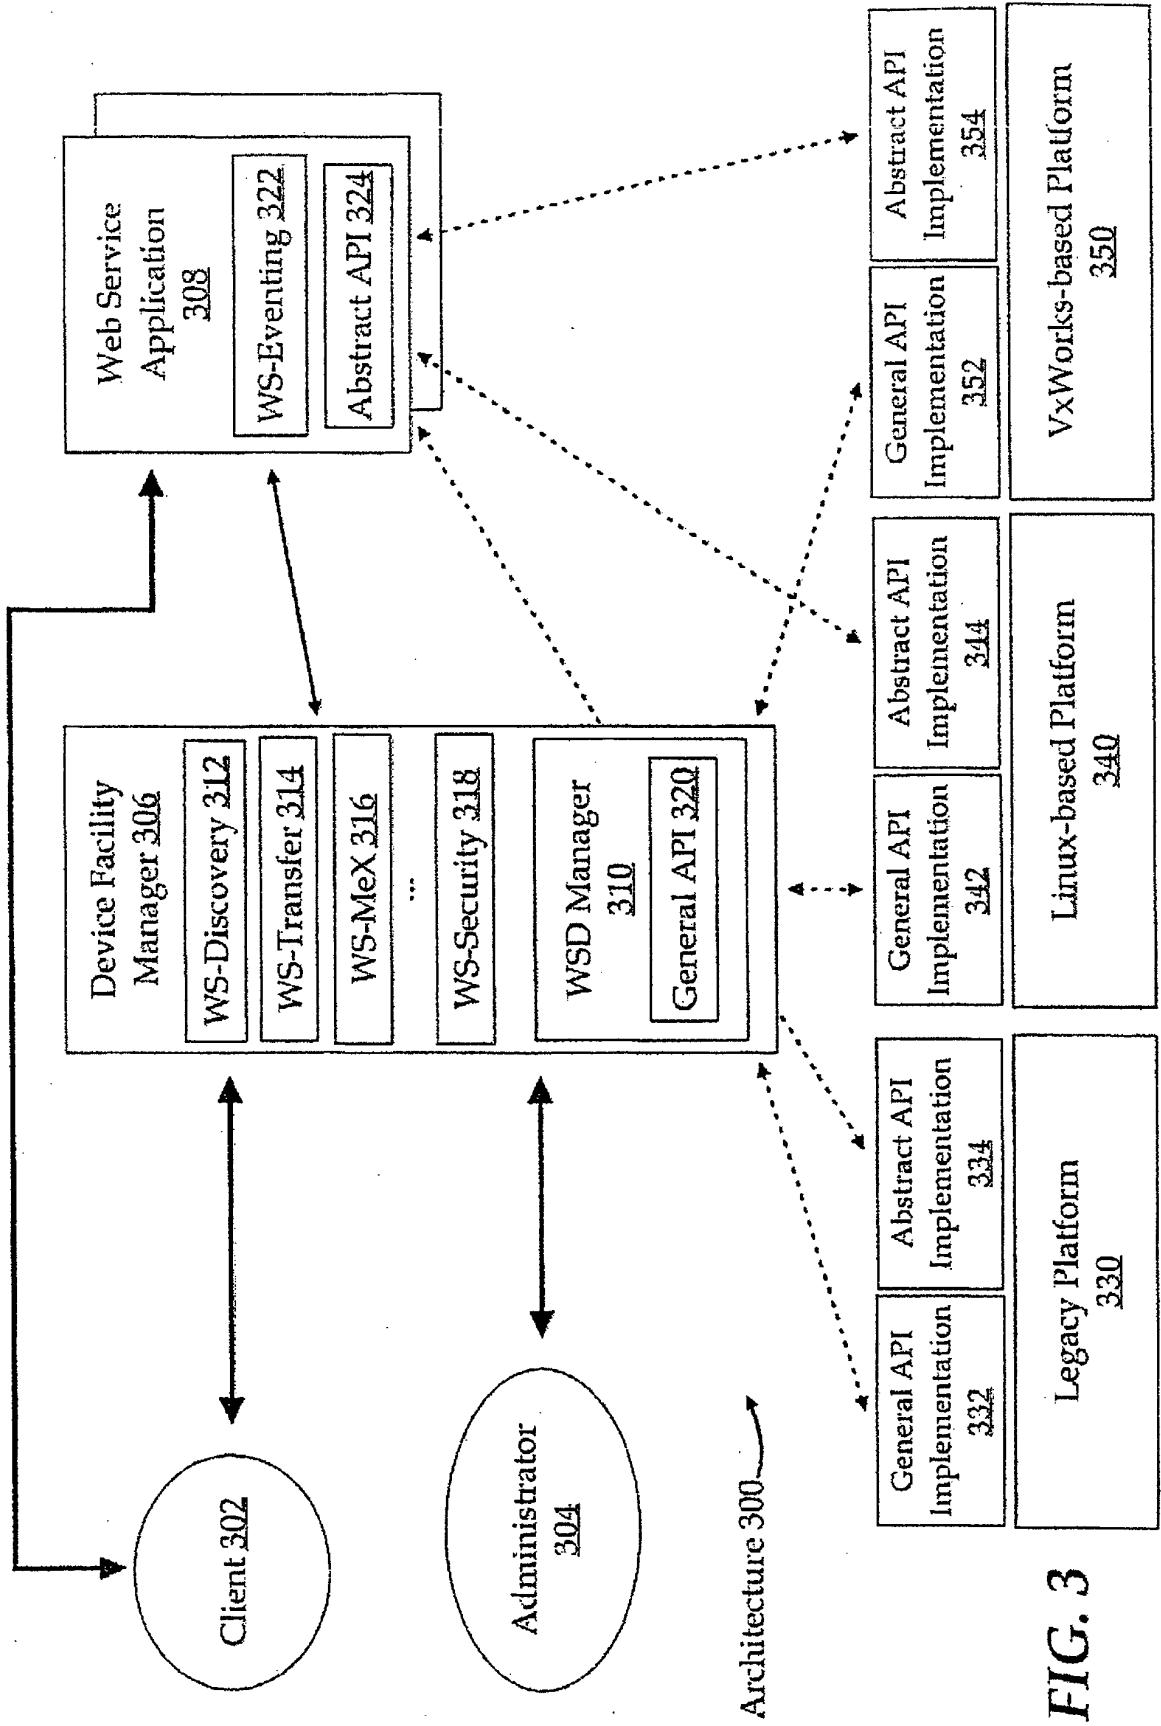 Client 302
Administrator
304
Architecture 300
Device Facility
Manager 306
WS-Discovery 312
WS-Transfer 314
WS-MeX 316
...
WS-Security 318
WSD Manager
310
General API 320
Web Service
Application
308
WS-Eventing 322
Abstract API 324
General API
Implementation
332
Abstract API
Implementation
334
Legacy Platform
330
General API
Implementation
342
Abstract API
Implementation
344
Linux-based Platform
340
General API
Implementation
352
Abstract API
Implementation
354
VxWorks-based Platform
350
FIG. 3